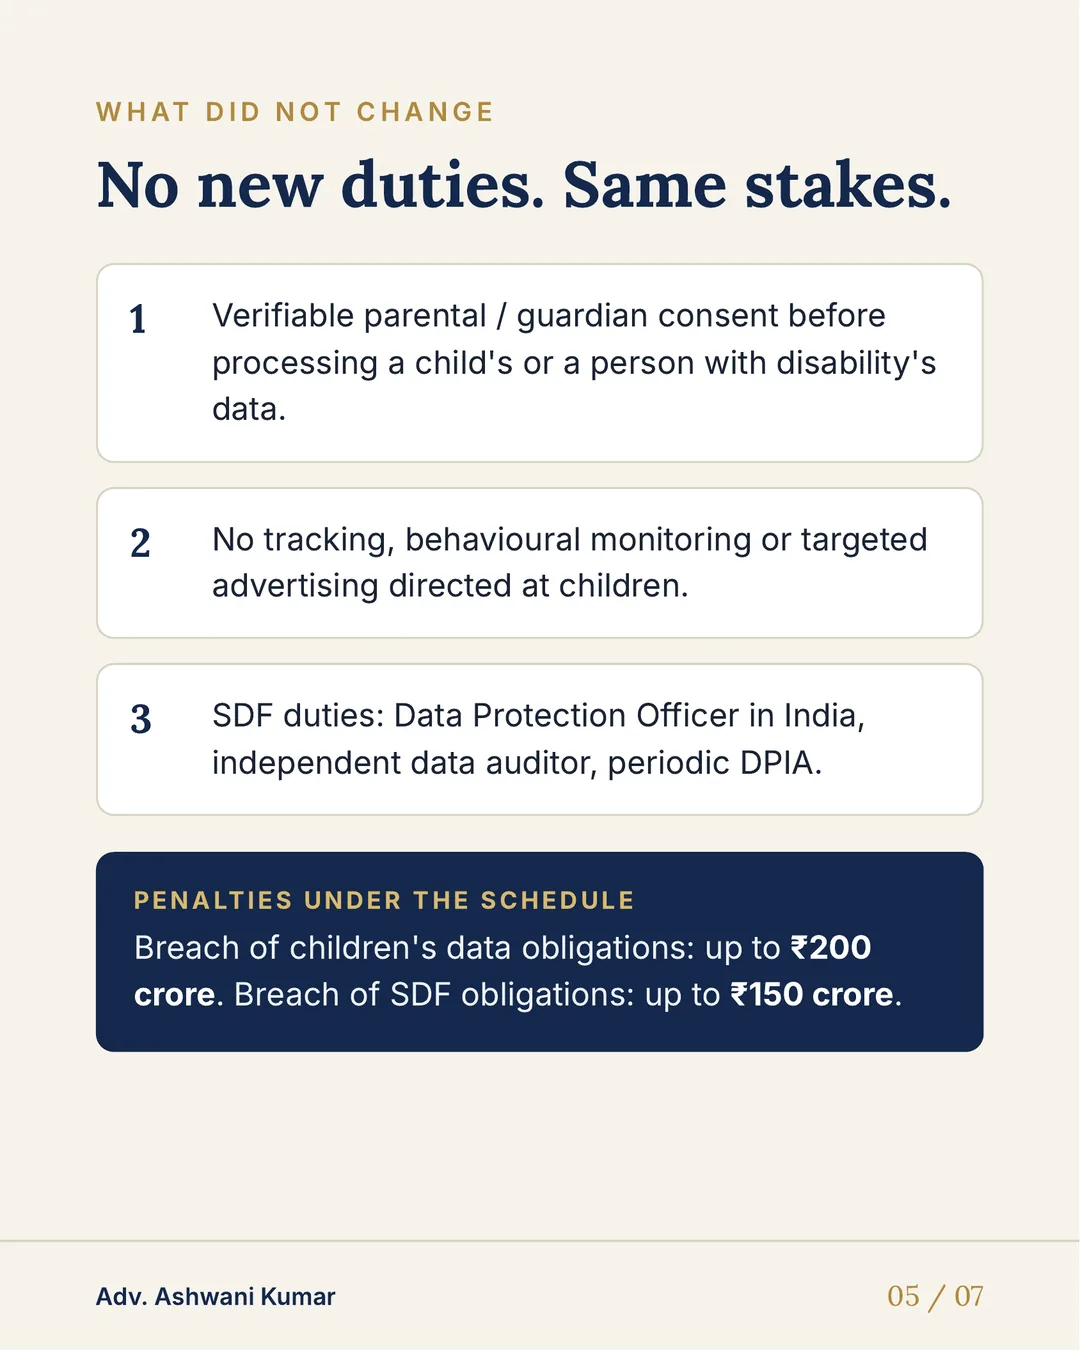 WHAT DID NOT CHANGE
No new duties. Same stakes.
1
Verifiable parental / guardian consent before
processing a child's or a person with disability's
data.
2
No tracking, behavioural monitoring or targeted
advertising directed at children.
3
SDF duties: Data Protection Officer in India,
independent data auditor, periodic DPIA.
PENALTIES UNDER THE SCHEDULE
Breach of children's data obligations: up to ₹200
crore. Breach of SDF obligations: up to ₹150 crore.
Adv. Ashwani Kumar
05 / 07